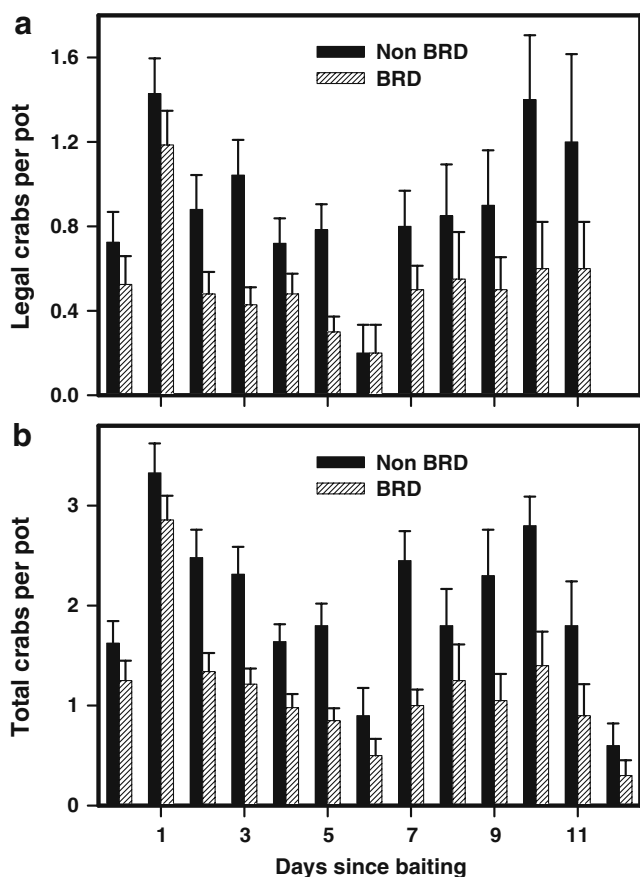 a
Non BRD
BRD
Legal crabs per pot
1.6
1.2
0.8
0.4
0.0
b
Non BRD
BRD
Total crabs per pot
3
2
1
0
1 3 5 7 9 11
Days since baiting